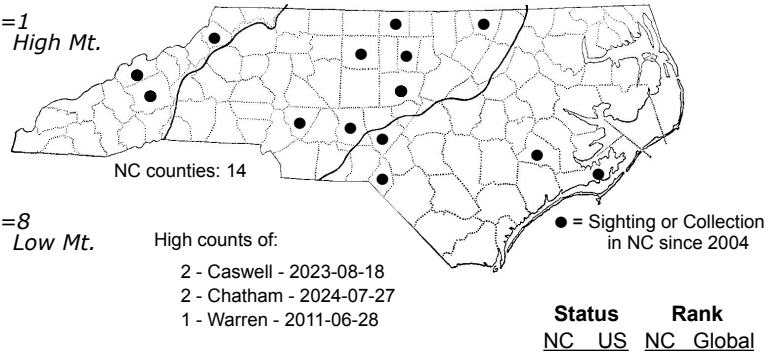 =1
High Mt.
NC counties: 14
=8
Low Mt.
High counts of:
2 - Caswell - 2023-08-18
2 - Chatham - 2024-07-27
1 - Warren - 2011-06-28
● = Sighting or Collection
in NC since 2004
Status Rank
NC US NC Global